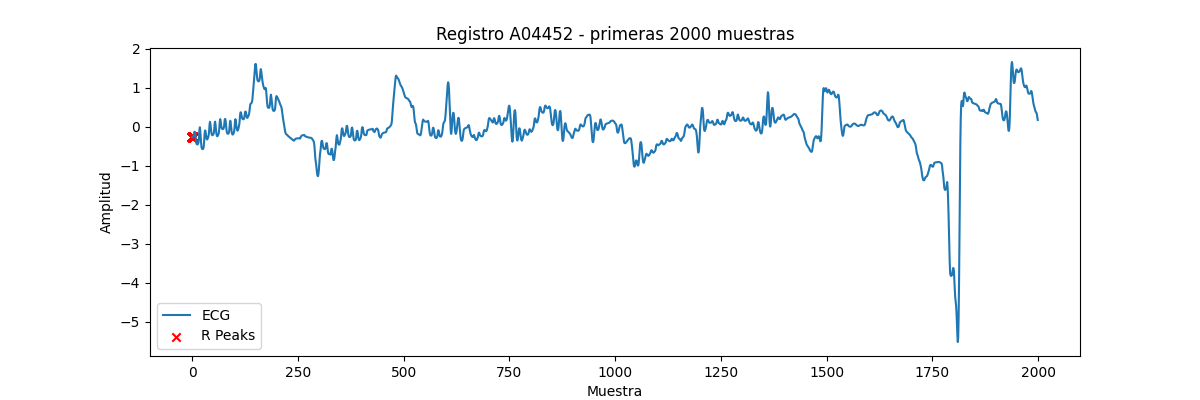 Registro A04452 - primeras 2000 muestras
Amplitud
2
1
0
−1
−2
−3
−4
−5
ECG
R Peaks
0 250 500 750 1000 1250 1500 1750 2000
Muestra